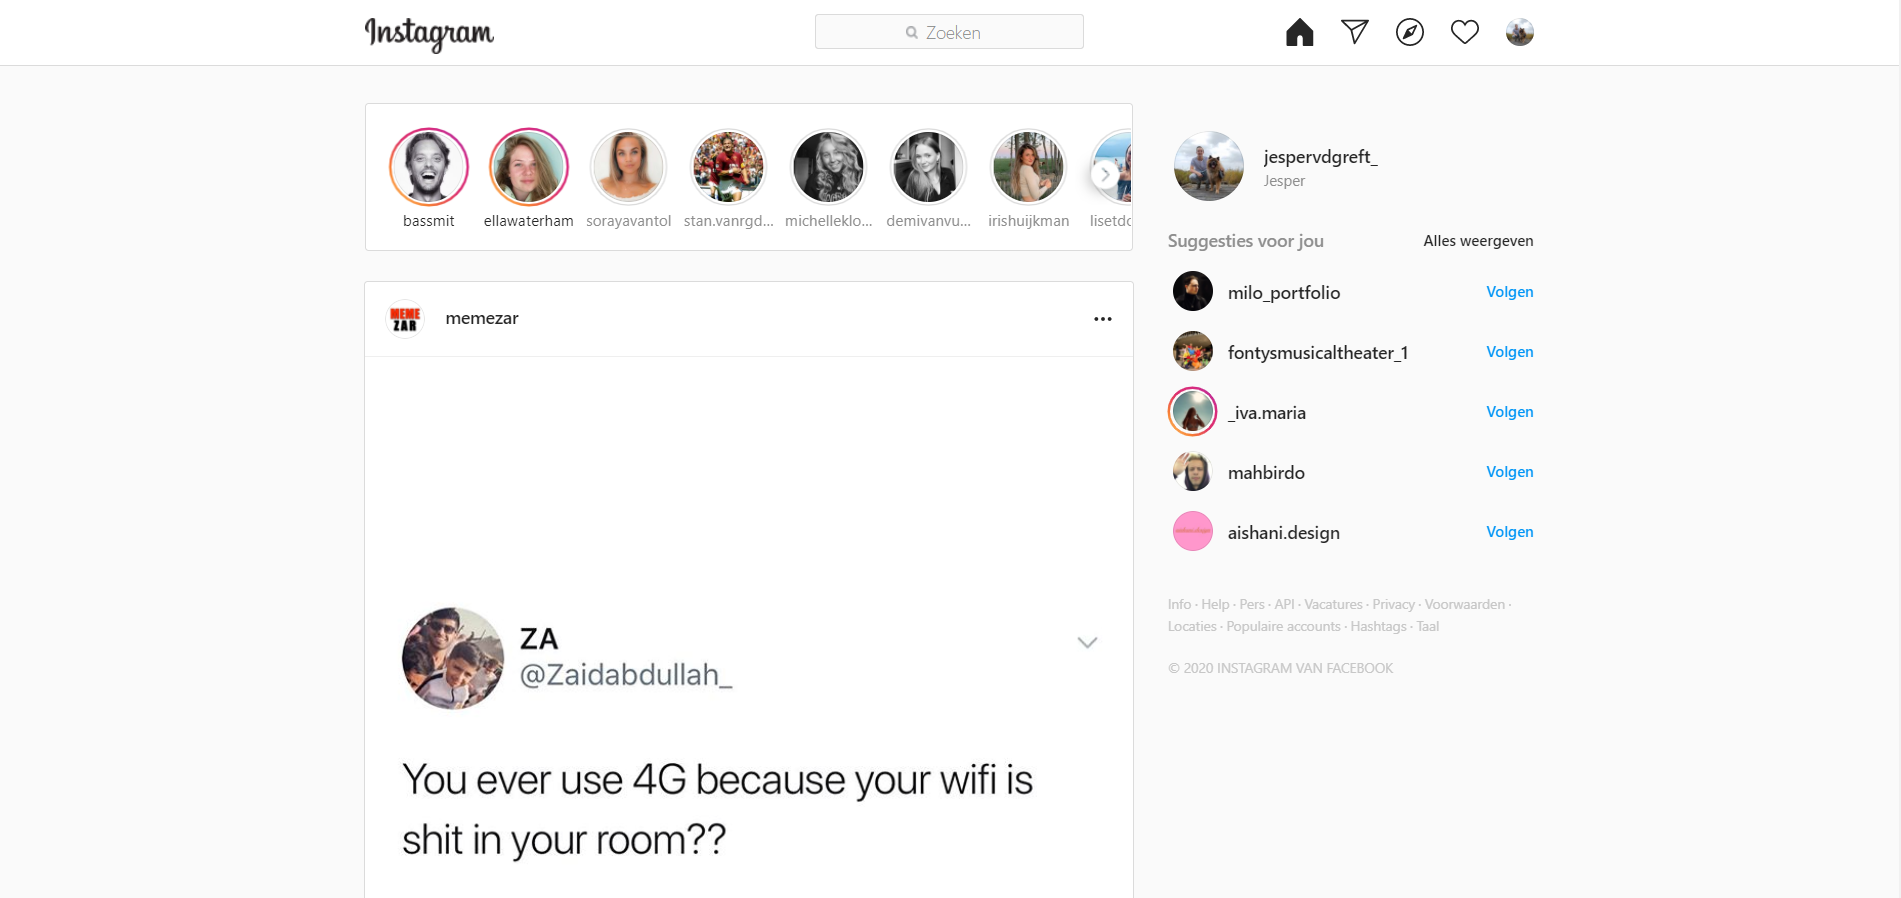 Instagram
Zoeken
bassmit
ellawaterham
sorayavantol
stan.vanrgd...
michelleklo...
demivanvu...
irishuijkman
lisetdo
jespervdgreft_
Jesper
Suggesties voor jou
Alles weergeven
milo_portfolio
Volgen
fontysmusicaltheater_1
Volgen
_iva.maria
Volgen
mahbirdo
Volgen
aishani.design
Volgen
Info · Help · Pers · API · Vacatures · Privacy · Voorwaarden ·
Locaties · Populaire accounts · Hashtags · Taal
© 2020 INSTAGRAM VAN FACEBOOK
MEME
ZAR
memezar
ZA
@Zaidabdullah_
You ever use 4G because your wifi is
shit in your room??